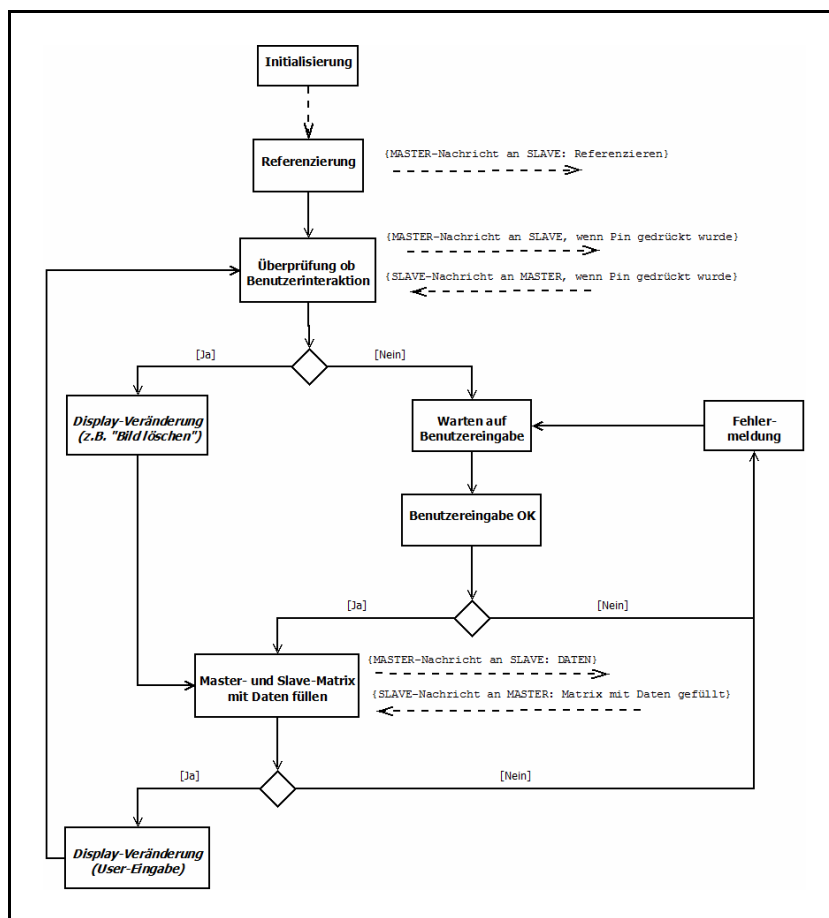 Initialisierung
Referenzierung
{MASTER-Nachricht an SLAVE: Referenzieren}
Überprüfung ob
Benutzerinteraktion
{MASTER-Nachricht an SLAVE, wenn Pin gedrückt wurde}
{SLAVE-Nachricht an MASTER, wenn Pin gedrückt wurde}
[Ja]
[Nein]
Display-Veränderung
(z.B. "Bild löschen")
Warten auf
Benutzereingabe
Fehler-
meldung
Benutzereingabe OK
[Ja]
[Nein]
Master- und Slave-Matrix
mit Daten füllen
{MASTER-Nachricht an SLAVE: DATEN}
{SLAVE-Nachricht an MASTER: Matrix mit Daten gefüllt}
[Ja]
[Nein]
Display-Veränderung
(User-Eingabe)